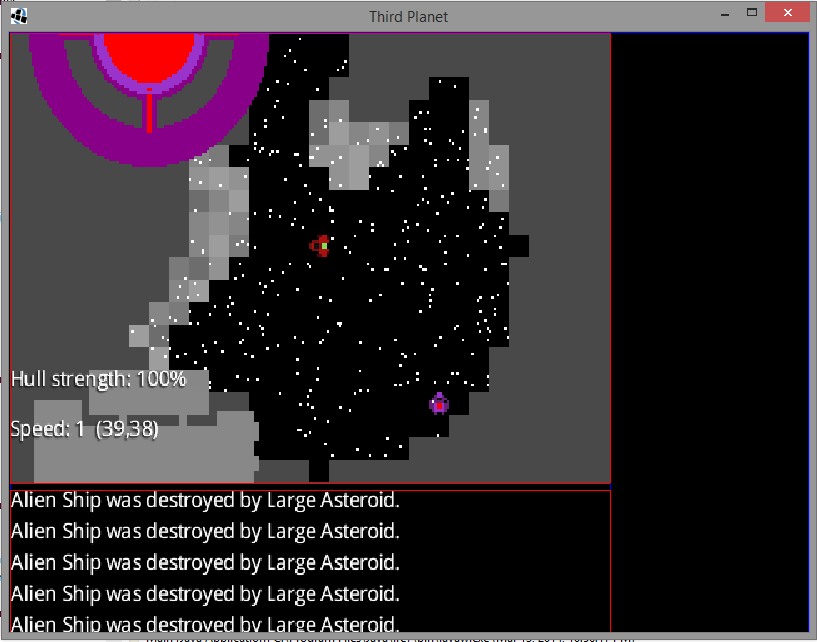 Third Planet
Hull strength: 100%
Speed: 1 (39,38)
Alien Ship was destroyed by Large Asteroid.
Alien Ship was destroyed by Large Asteroid.
Alien Ship was destroyed by Large Asteroid.
Alien Ship was destroyed by Large Asteroid.
Alien Ship was destroyed by Large Asteroid.